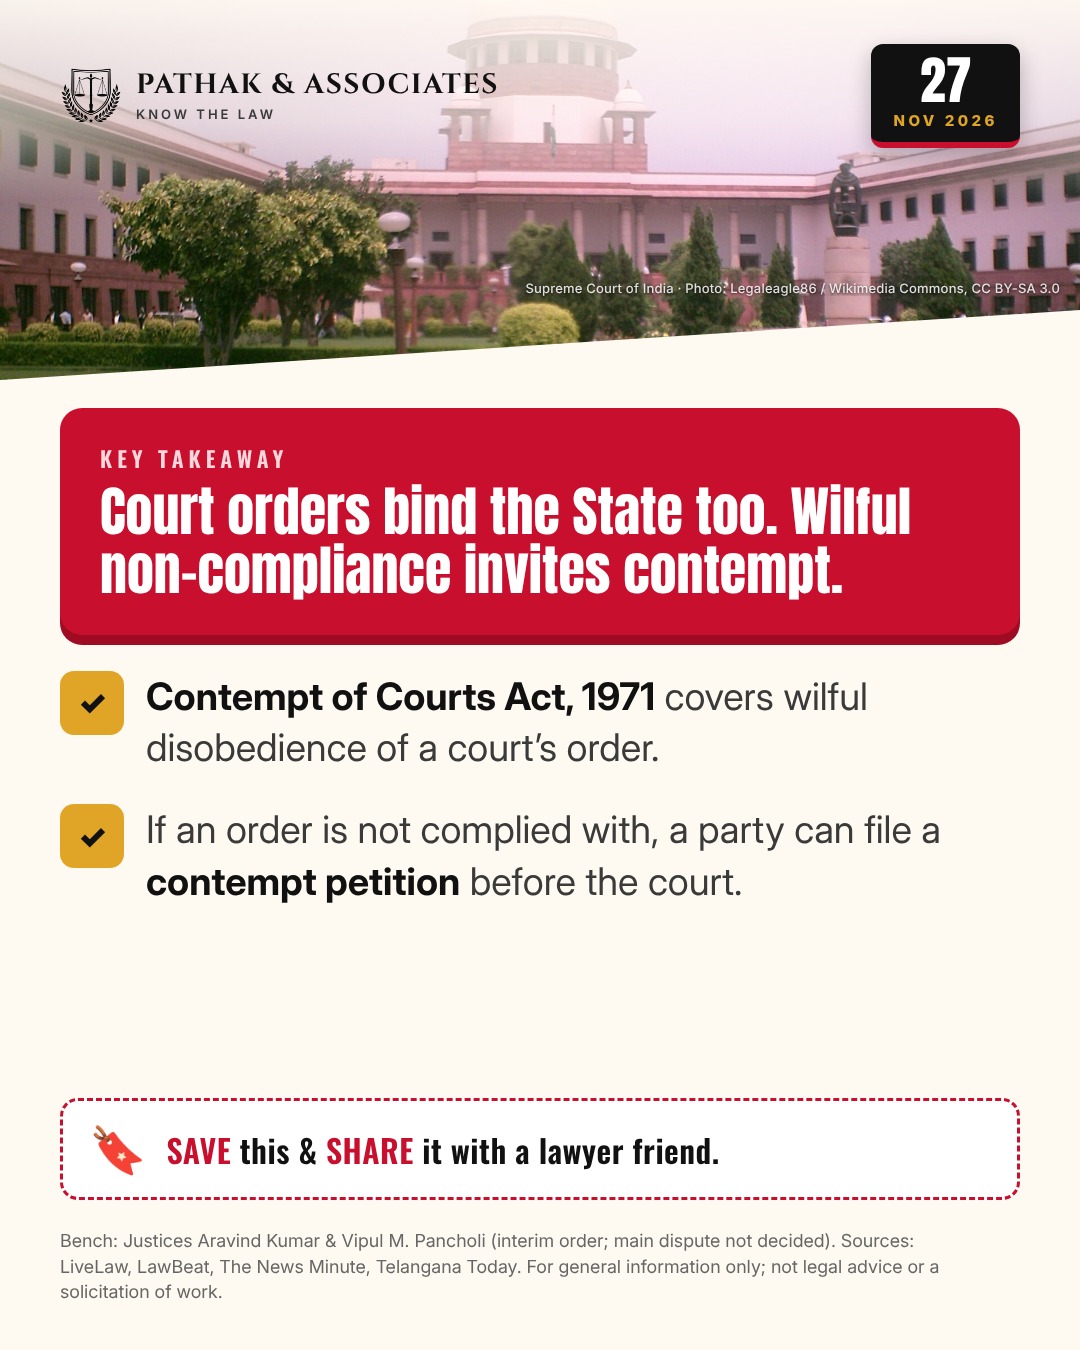 PATHAK & ASSOCIATES
KNOW THE LAW
27
NOV 2026
Supreme Court of India · Photo: Legaleagle86 / Wikimedia Commons, CC BY-SA 3.0
KEY TAKEAWAY
Court orders bind the State too. Wilful
non-compliance invites contempt.
Contempt of Courts Act, 1971 covers wilful
disobedience of a court’s order.
If an order is not complied with, a party can file a
contempt petition before the court.
SAVE this & SHARE it with a lawyer friend.
Bench: Justices Aravind Kumar & Vipul M. Pancholi (interim order; main dispute not decided). Sources:
LiveLaw, LawBeat, The News Minute, Telangana Today. For general information only; not legal advice or a
solicitation of work.